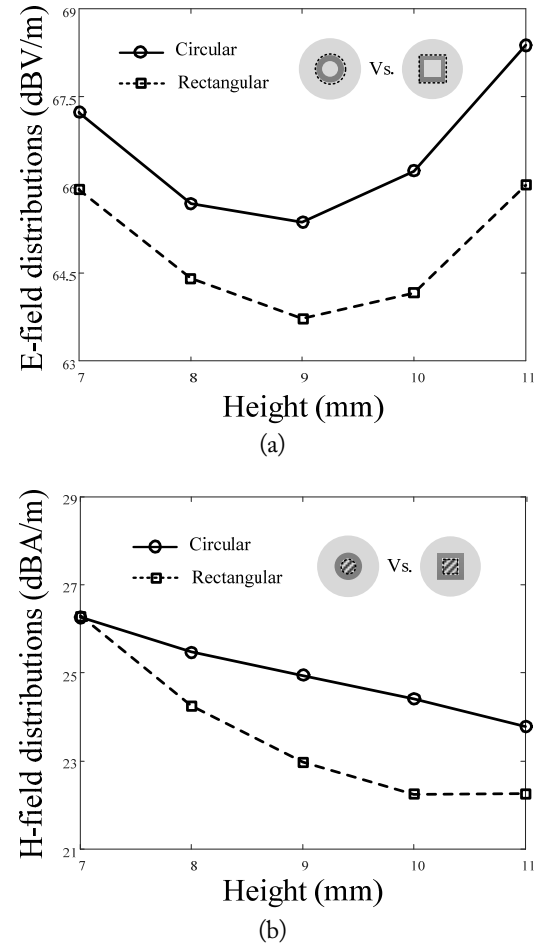 69
67.5
66
64.5
63
E-field distributions (dBV/m)
Circular
Rectangular
Vs.
7 8 9 10 11
Height (mm)
(a)
29
27
25
23
21
H-field distributions (dBA/m)
Circular
Rectangular
Vs.
7 8 9 10 11
Height (mm)
(b)